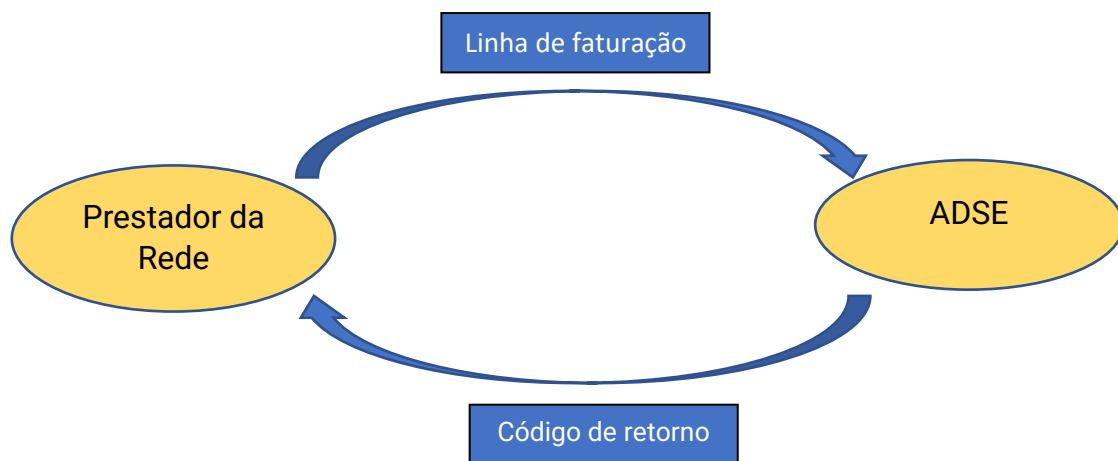 Linha de faturação
Prestador da
Rede
ADSE
Código de retorno